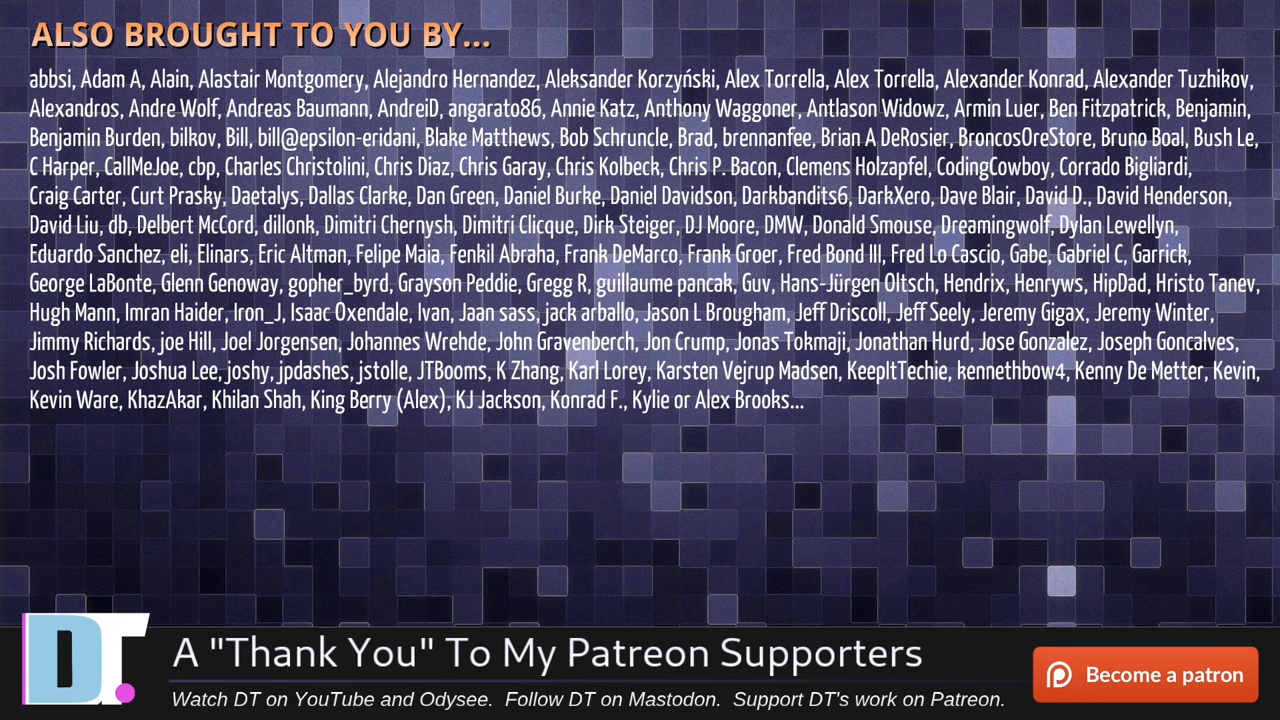 ALSO BROUGHT TO YOU BY...
abbsi, Adam A, Alain, Alastair Montgomery, Alejandro Hernandez, Aleksander Korzyński, Alex Torrella, Alex Torrella, Alexander Konrad, Alexander Tuzhikov,
Alexandros, Andre Wolf, Andreas Baumann, AndreiD, angarato86, Annie Katz, Anthony Waggoner, Antlason Widowz, Armin Luer, Ben Fitzpatrick, Benjamin,
Benjamin Burden, bilkov, Bill, bill@epsilon-eridani, Blake Matthews, Bob Schruncle, Brad, brennanfee, Brian A DeRosier, BroncosOreStore, Bruno Boal, Bush Le,
C Harper, CallMeJoe, cbp, Charles Christolini, Chris Diaz, Chris Garay, Chris Kolbeck, Chris P. Bacon, Clemens Holzapfel, CodingCowboy, Corrado Bigliardi,
Craig Carter, Curt Prasky, Daetalys, Dallas Clarke, Dan Green, Daniel Burke, Daniel Davidson, Darkbandits6, DarkXero, Dave Blair, David D., David Henderson,
David Liu, db, Delbert McCord, dillonk, Dimitri Chernysh, Dimitri Clicque, Dirk Steiger, DJ Moore, DMW, Donald Smouse, Dreamingwolf, Dylan Lewellyn,
Eduardo Sanchez, eli, Elinars, Eric Altman, Felipe Maia, Fenkil Abraha, Frank DeMarco, Frank Groer, Fred Bond III, Fred Lo Cascio, Gabe, Gabriel C, Garrick,
George LaBonte, Glenn Genoway, gopher_byrd, Grayson Peddie, Gregg R, guillaume pancak, Guv, Hans-Jürgen Oltsch, Hendrix, Henryws, HipDad, Hristo Tanev,
Hugh Mann, Imran Haider, Iron_J, Isaac Oxendale, Ivan, Jaan sass, jack arballo, Jason L Brougham, Jeff Driscoll, Jeff Seely, Jeremy Gigax, Jeremy Winter,
Jimmy Richards, joe Hill, Joel Jorgensen, Johannes Wrehde, John Gravenberch, Jon Crump, Jonas Tokmaji, Jonathan Hurd, Jose Gonzalez, Joseph Goncalves,
Josh Fowler, Joshua Lee, joshy, jpdashes, jstolle, JTBooms, K Zhang, Karl Lorey, Karsten Vejrup Madsen, KeepItTechie, kennethbow4, Kenny De Metter, Kevin,
Kevin Ware, KhazAkar, Khilan Shah, King Berry (Alex), KJ Jackson, Konrad F., Kylie or Alex Brooks...
DT.
A "Thank You" To My Patreon Supporters
Watch DT on YouTube and Odysee. Follow DT on Mastodon. Support DT's work on Patreon.
Become a patron